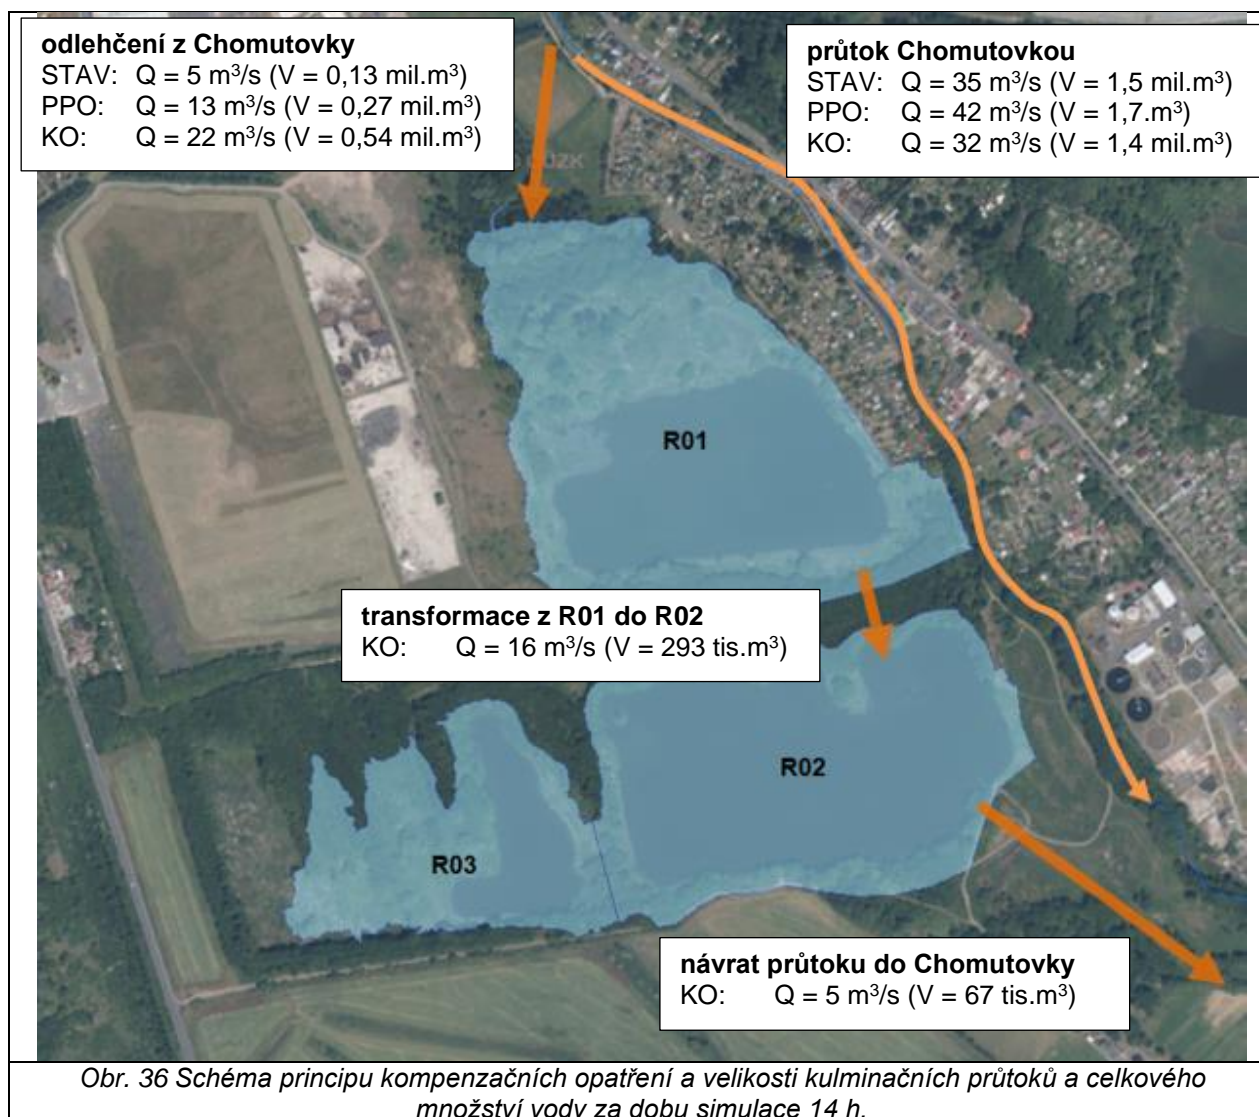 odlehčení z Chomutovky
STAV: Q = 5 m³/s (V = 0,13 mil.m³)
PPO: Q = 13 m³/s (V = 0,27 mil.m³)
KO: Q = 22 m³/s (V = 0,54 mil.m³)
průtok Chomutovkou
STAV: Q = 35 m³/s (V = 1,5 mil.m³)
PPO: Q = 42 m³/s (V = 1,7.m³)
KO: Q = 32 m³/s (V = 1,4 mil.m³)
R01
transformace z R01 do R02
KO: Q = 16 m³/s (V = 293 tis.m³)
R02
R03
návrat průtoku do Chomutovky
KO: Q = 5 m³/s (V = 67 tis.m³)
Obr. 36 Schéma principu kompenzačních opatření a velikosti kulminačních průtoků a celkového
množství vody za dobu simulace 14 h.